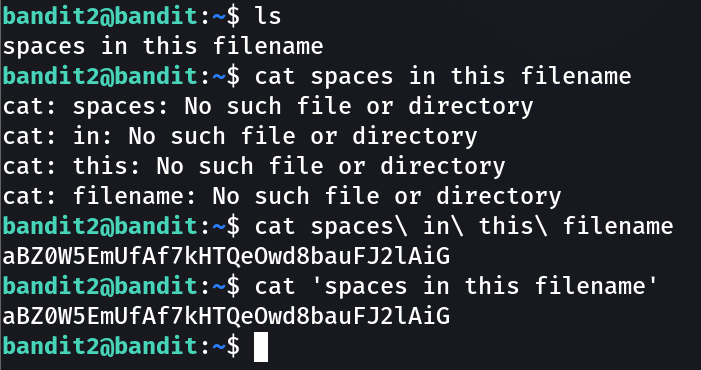 bandit2@bandit:~$ ls
spaces in this filename
bandit2@bandit:~$ cat spaces in this filename
cat: spaces: No such file or directory
cat: in: No such file or directory
cat: this: No such file or directory
cat: filename: No such file or directory
bandit2@bandit:~$ cat spaces\ in\ this\ filename
aBZ0W5EmUfAf7kHTQeOwd8bauFJ2lAiG
bandit2@bandit:~$ cat 'spaces in this filename'
aBZ0W5EmUfAf7kHTQeOwd8bauFJ2lAiG
bandit2@bandit:~$